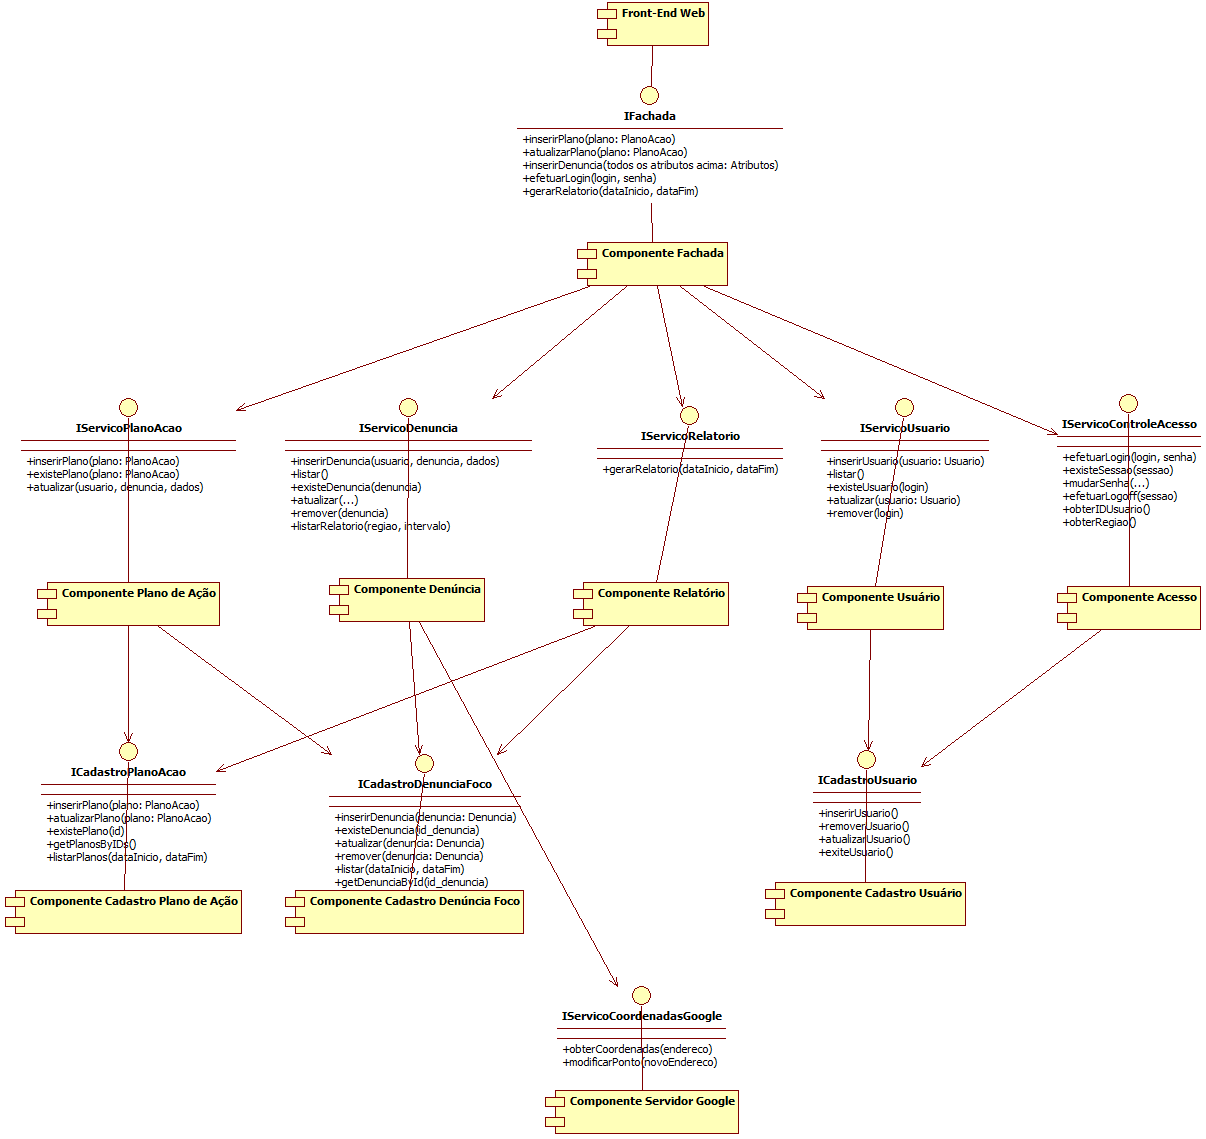 Front-End Web
IFachada
+inserirPlano(plano: PlanoAcao)
+atualizarPlano(plano: PlanoAcao)
+inserirDenuncia(todos os atributos acima: Atributos)
+efetuarLogin(login, senha)
+gerarRelatorio(dataInicio, dataFim)
Componente Fachada
IServicoPlanoAcao
+inserirPlano(plano: PlanoAcao)
+existePlano(plano: PlanoAcao)
+atualizar(usuario, denuncia, dados)
IServicoDenuncia
+inserirDenuncia(usuario, denuncia, dados)
+listar()
+existeDenuncia(denuncia)
+atualizar(...)
+remover(denuncia)
+listarRelatorio(regiao, intervalo)
IServicoRelatorio
+gerarRelatorio(dataInicio, dataFim)
IServicoUsuario
+inserirUsuario(usuario: Usuario)
+listar()
+existeUsuario(login)
+atualizar(usuario: Usuario)
+remover(login)
IServicoControleAcesso
+efetuarLogin(login, senha)
+existeSessao(sessao)
+mudarSenha(...)
+efetuarLogoff(sessao)
+obterIDUsuario()
+obterRegiao()
Componente Plano de Ação
Componente Denúncia
Componente Relatório
Componente Usuário
Componente Acesso
ICadastroPlanoAcao
+inserirPlano(plano: PlanoAcao)
+atualizarPlano(plano: PlanoAcao)
+existePlano(id)
+getPlanosByIDs()
+listarPlanos(dataInicio, dataFim)
ICadastroDenunciaFoco
+inserirDenuncia(denuncia: Denuncia)
+existeDenuncia(id_denuncia)
+atualizar(denuncia: Denuncia)
+remover(denuncia: Denuncia)
+listar(dataInicio, dataFim)
+getDenunciaById(id_denuncia)
ICadastroUsuario
+inserirUsuario()
+removerUsuario()
+atualizarUsuario()
+exiteUsuario()
Componente Cadastro Plano de Ação
Componente Cadastro Denúncia Foco
Componente Cadastro Usuário
IServicoCoordenadasGoogle
+obterCoordenadas(endereco)
+modificarPonto(novoEndereco)
Componente Servidor Google